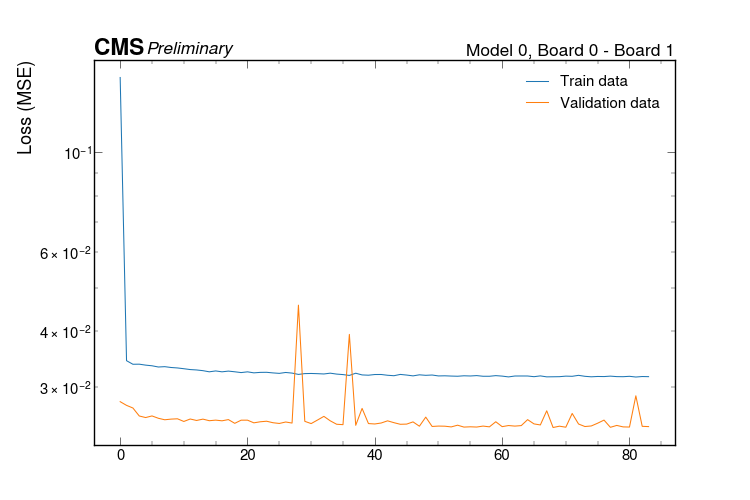 CMS Preliminary Model 0, Board 0 - Board 1
Loss (MSE)
Train data
Validation data
10⁻¹
6 × 10⁻²
4 × 10⁻²
3 × 10⁻²
0 20 40 60 80